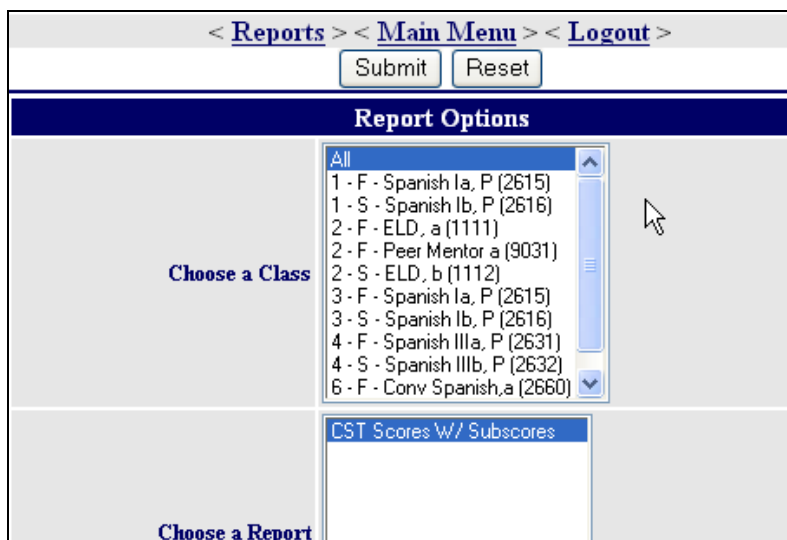 < Reports > < Main Menu > < Logout >
Submit Reset
Report Options
Choose a Class
All
1 - F - Spanish Ia, P (2615)
1 - S - Spanish Ib, P (2616)
2 - F - ELD, a (1111)
2 - F - Peer Mentor a (9031)
2 - S - ELD, b (1112)
3 - F - Spanish Ia, P (2615)
3 - S - Spanish Ib, P (2616)
4 - F - Spanish IIIa, P (2631)
4 - S - Spanish IIIb, P (2632)
6 - F - Conv Spanish,a (2660)
Choose a Report
CST Scores W/ Subscores